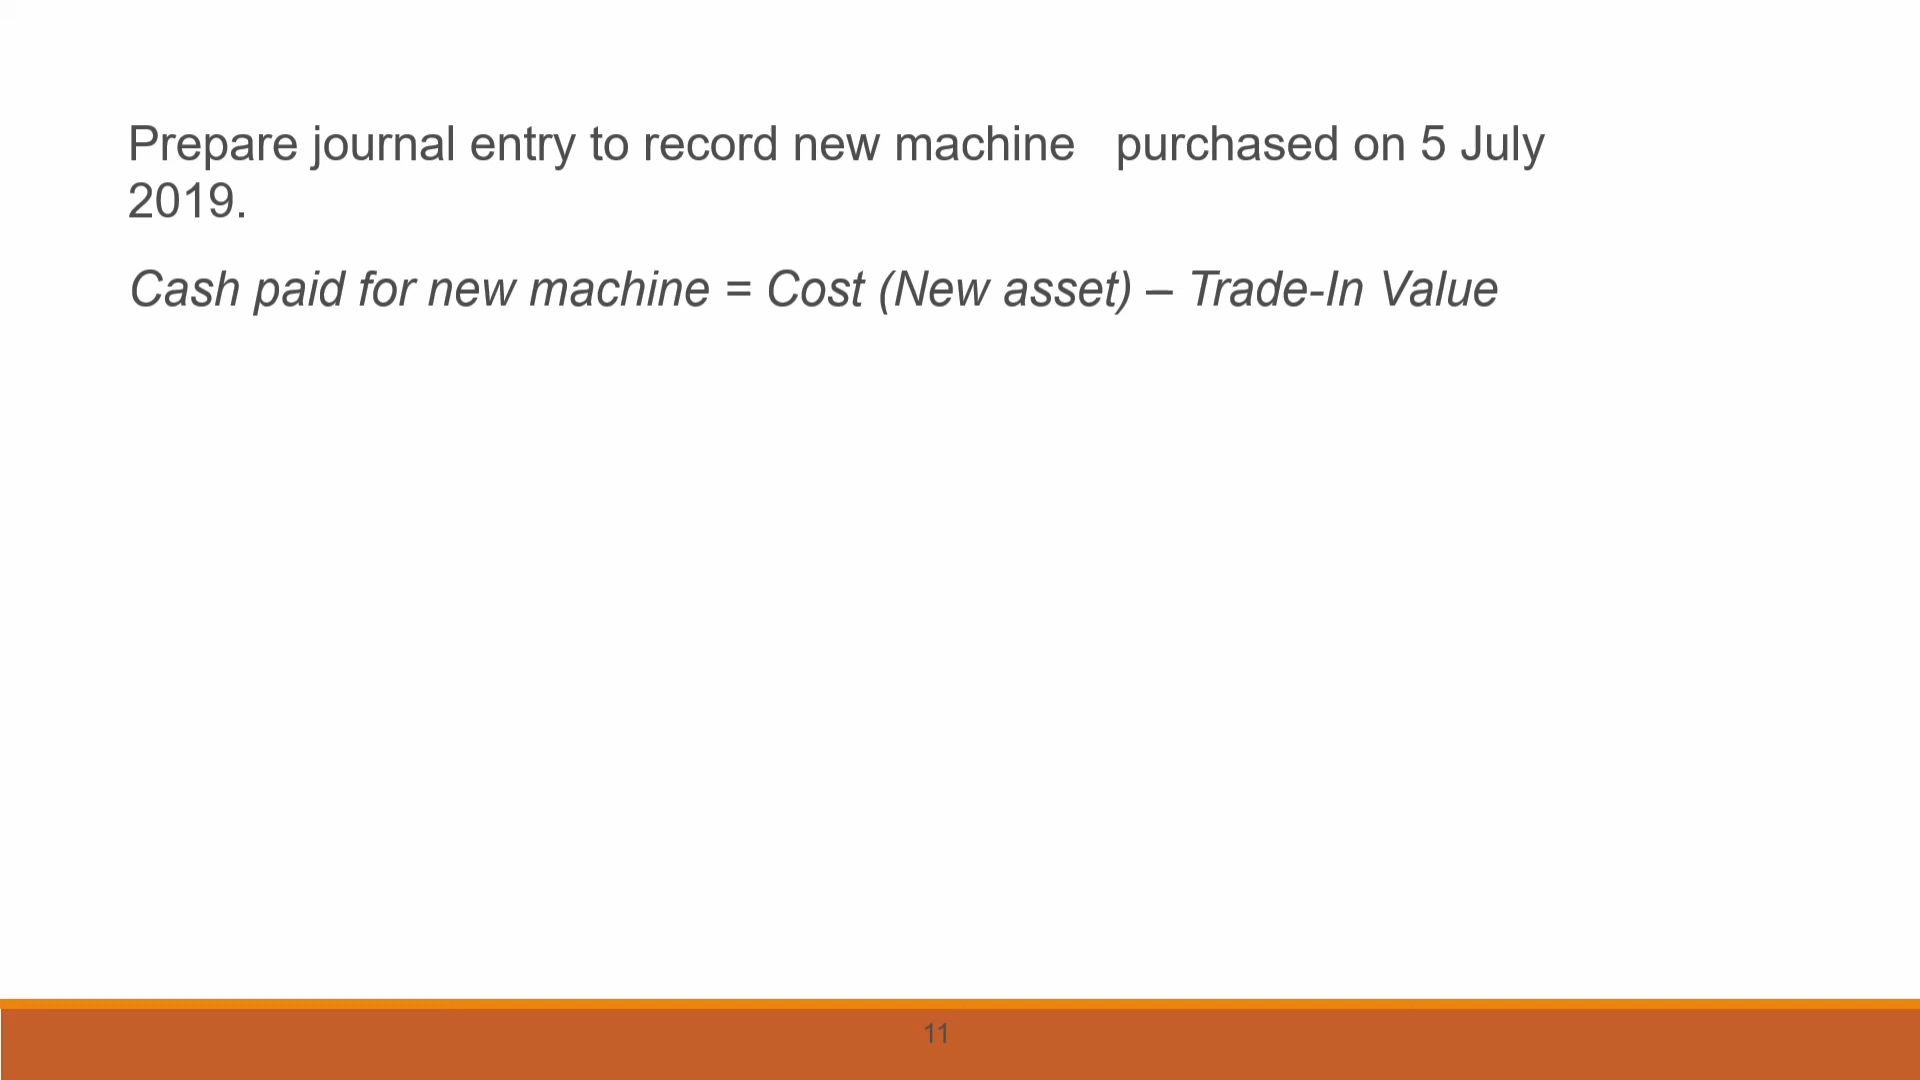 Prepare journal entry to record new machine   purchased on 5 July
2019.
Cash paid for new machine = Cost (New asset) – Trade-In Value
11